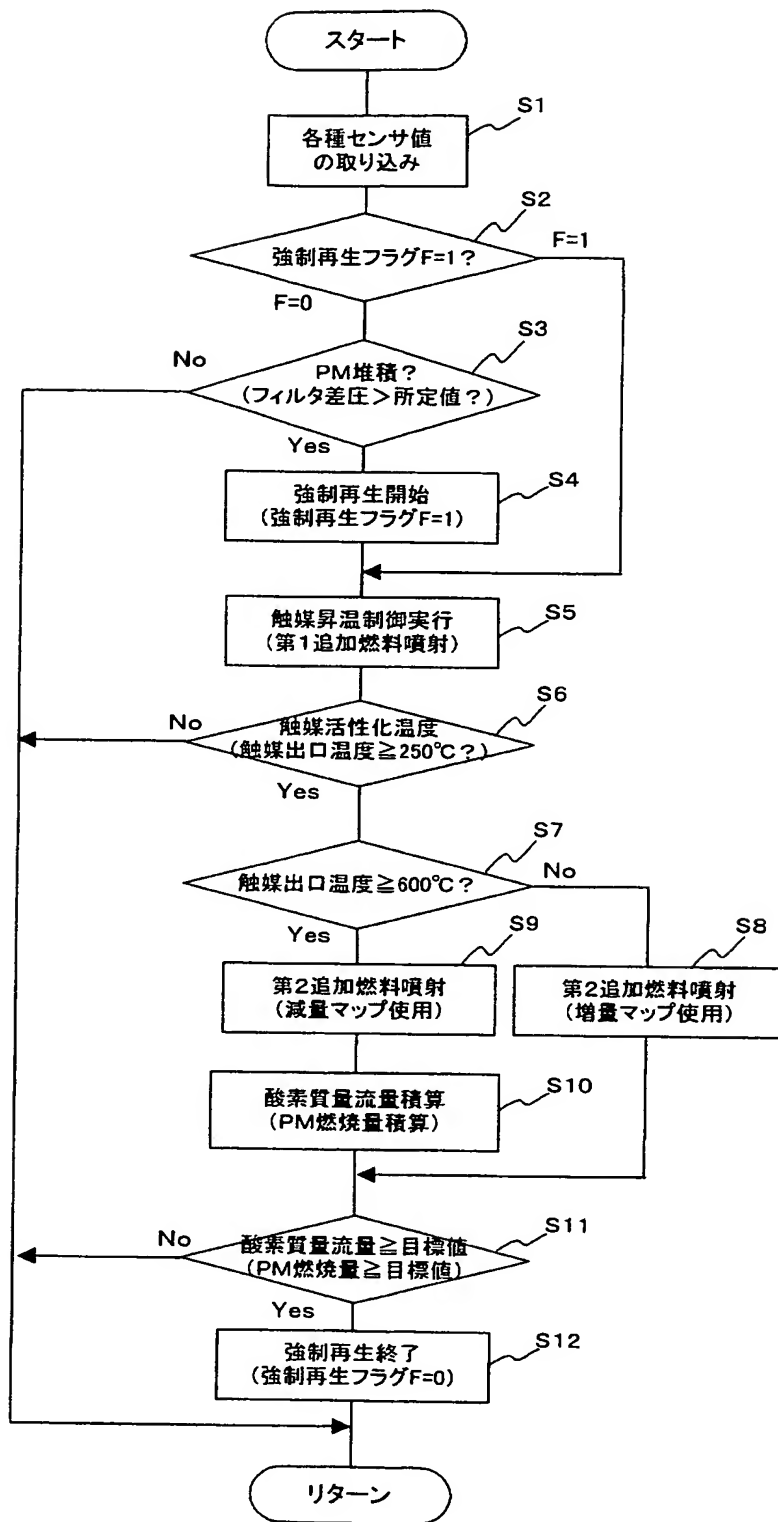 スタート
S1
各種センサ値
の取り込み
S2
強制再生フラグF=1?
F=1
F=0
S3
No
PM堆積?
(フィルタ差圧>所定値?)
Yes
S4
強制再生開始
(強制再生フラグF=1)
S5
触媒昇温制御実行
(第1追加燃料噴射)
S6
No
触媒活性化温度
(触媒出口温度≧250℃?)
Yes
S7
触媒出口温度≧600℃?
No
Yes
S9
S8
第2追加燃料噴射
(減量マップ使用)
第2追加燃料噴射
(増量マップ使用)
S10
酸素質量流量積算
(PM燃焼量積算)
S11
No
酸素質量流量≧目標値
(PM燃焼量≧目標値)
Yes
S12
強制再生終了
(強制再生フラグF=0)
リターン